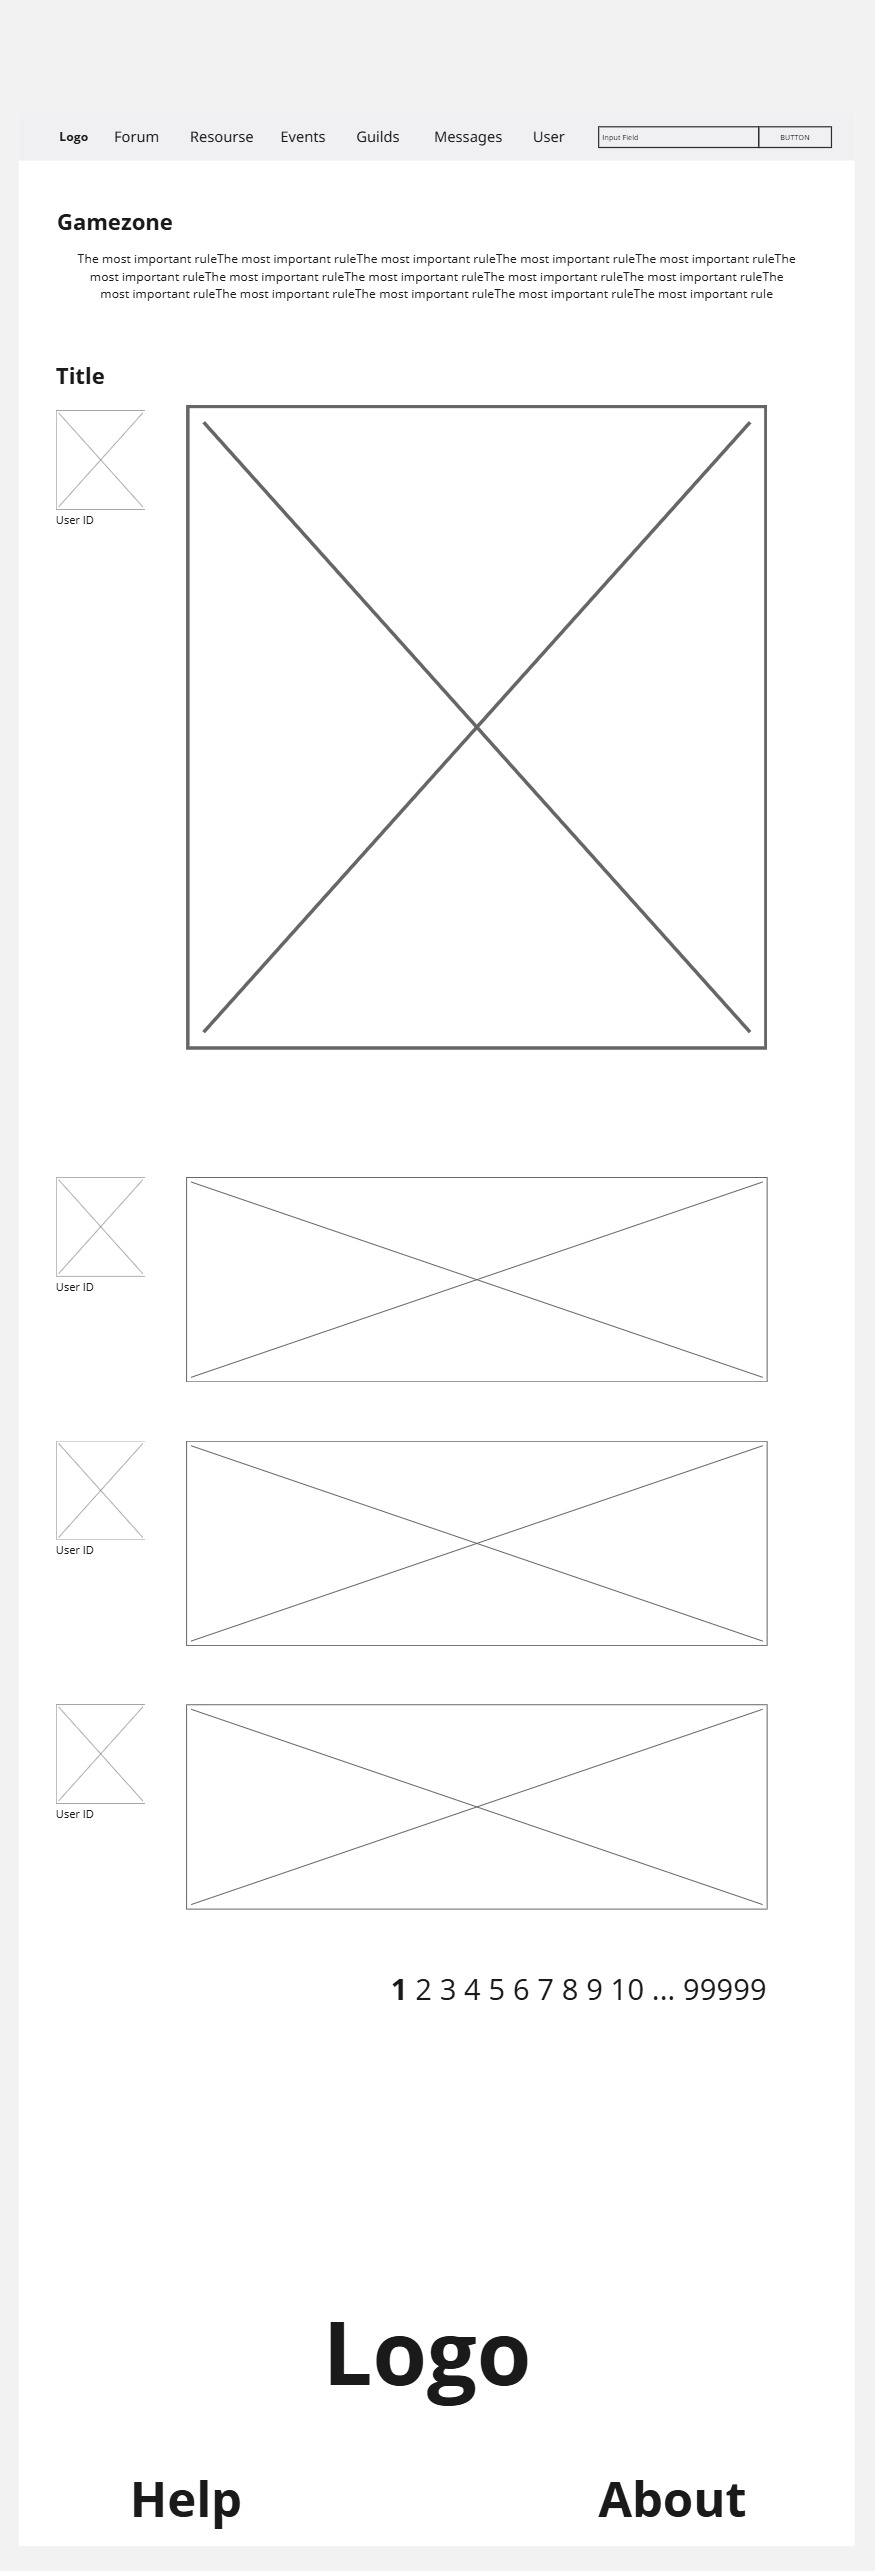 Logo Forum Resourse Events Guilds Messages User Input Field BUTTON
Gamezone
The most important ruleThe most important ruleThe most important ruleThe most important ruleThe most important ruleThe
most important ruleThe most important ruleThe most important ruleThe most important ruleThe most important ruleThe
most important ruleThe most important ruleThe most important ruleThe most important ruleThe most important rule
Title
User ID
User ID
User ID
User ID
1 2 3 4 5 6 7 8 9 10 ... 99999
Logo
Help About